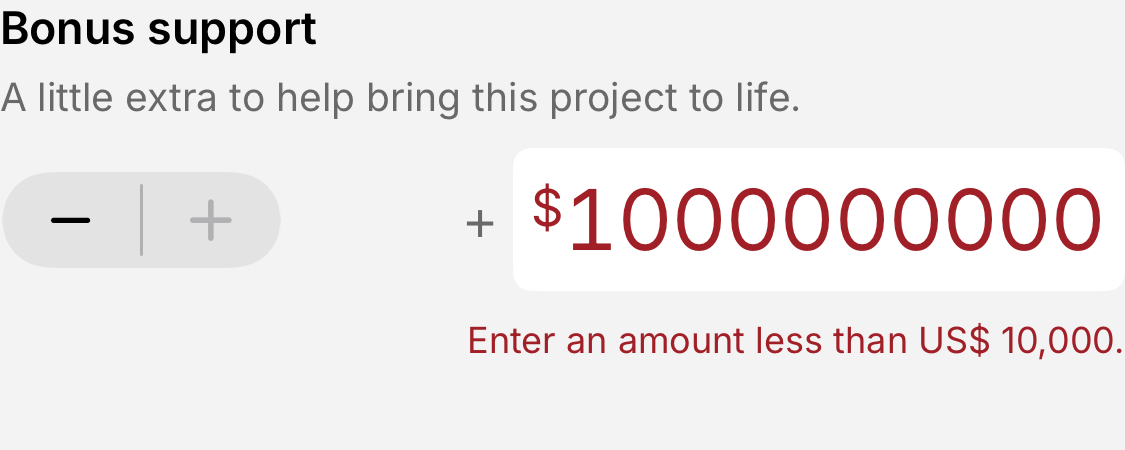 Bonus support
A little extra to help bring this project to life.
− + + $1000000000
Enter an amount less than US$ 10,000.